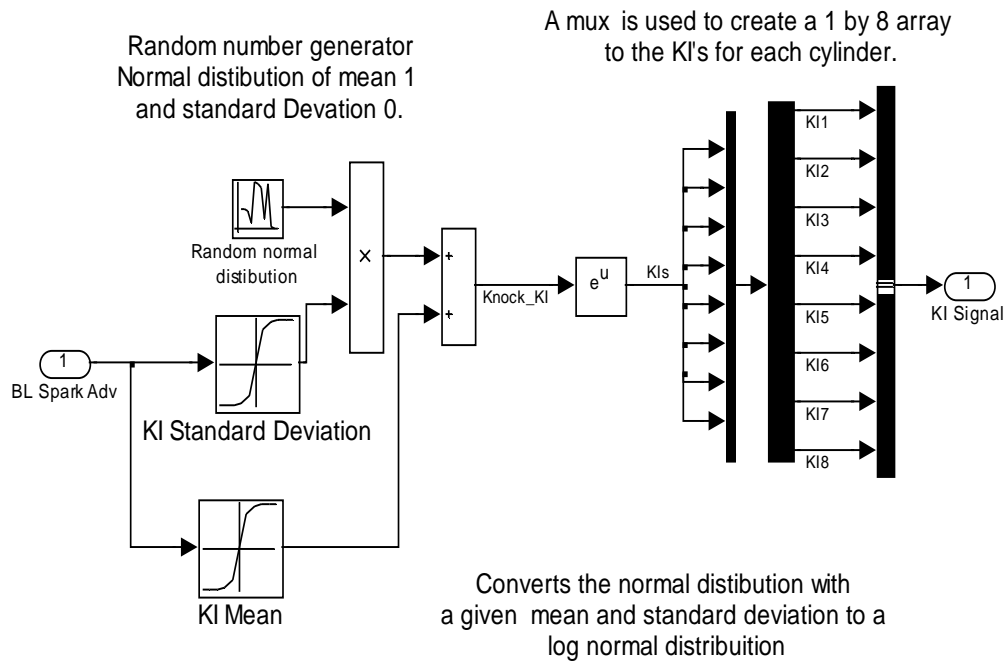 A mux is used to create a 1 by 8 array
to the KI's for each cylinder.
Random number generator
Normal distibution of mean 1
and standard Devation 0.
Random normal
distibution
X
+
+
Knock_KI
e^u
KIs
KI1
KI2
KI3
KI4
KI5
KI6
KI7
KI8
1
KI Signal
1
BL Spark Adv
KI Standard Deviation
KI Mean
Converts the normal distibution with
a given mean and standard deviation to a
log normal distribuition